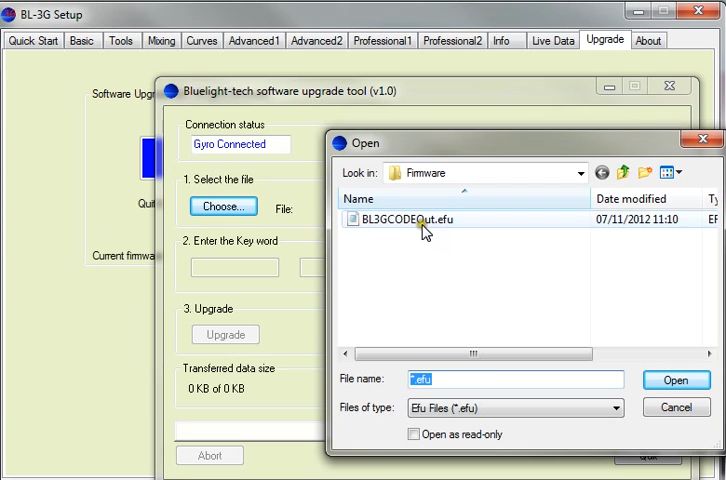 BL-3G Setup
Quick Start Basic Tools Mixing Curves Advanced1 Advanced2 Professional1 Professional2 Info Live Data Upgrade About
Software Upgr
Bluelight-tech software upgrade tool (v1.0)
Connection status
Gyro Connected
1. Select the file
Choose... File:
2. Enter the Key word
3. Upgrade
Upgrade
Transferred data size
0 KB of 0 KB
Abort
Quit
Current firmwa
Open
Look in: Firmware
Name Date modified Ty
BL3GCODEOut.efu 07/11/2012 11:10 EF
File name: *.efu Open
Files of type: Efu Files (*.efu) Cancel
Open as read-only